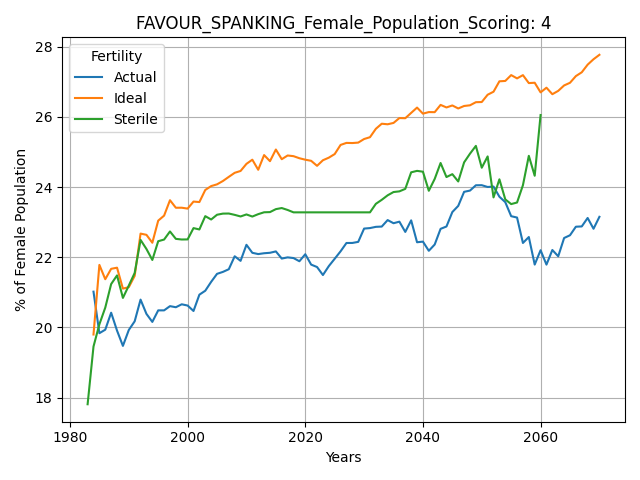 FAVOUR_SPANKING_Female_Population_Scoring: 4
Fertility
Actual
Ideal
Sterile
% of Female Population
28
26
24
22
20
18
1980
2000
2020
2040
2060
Years